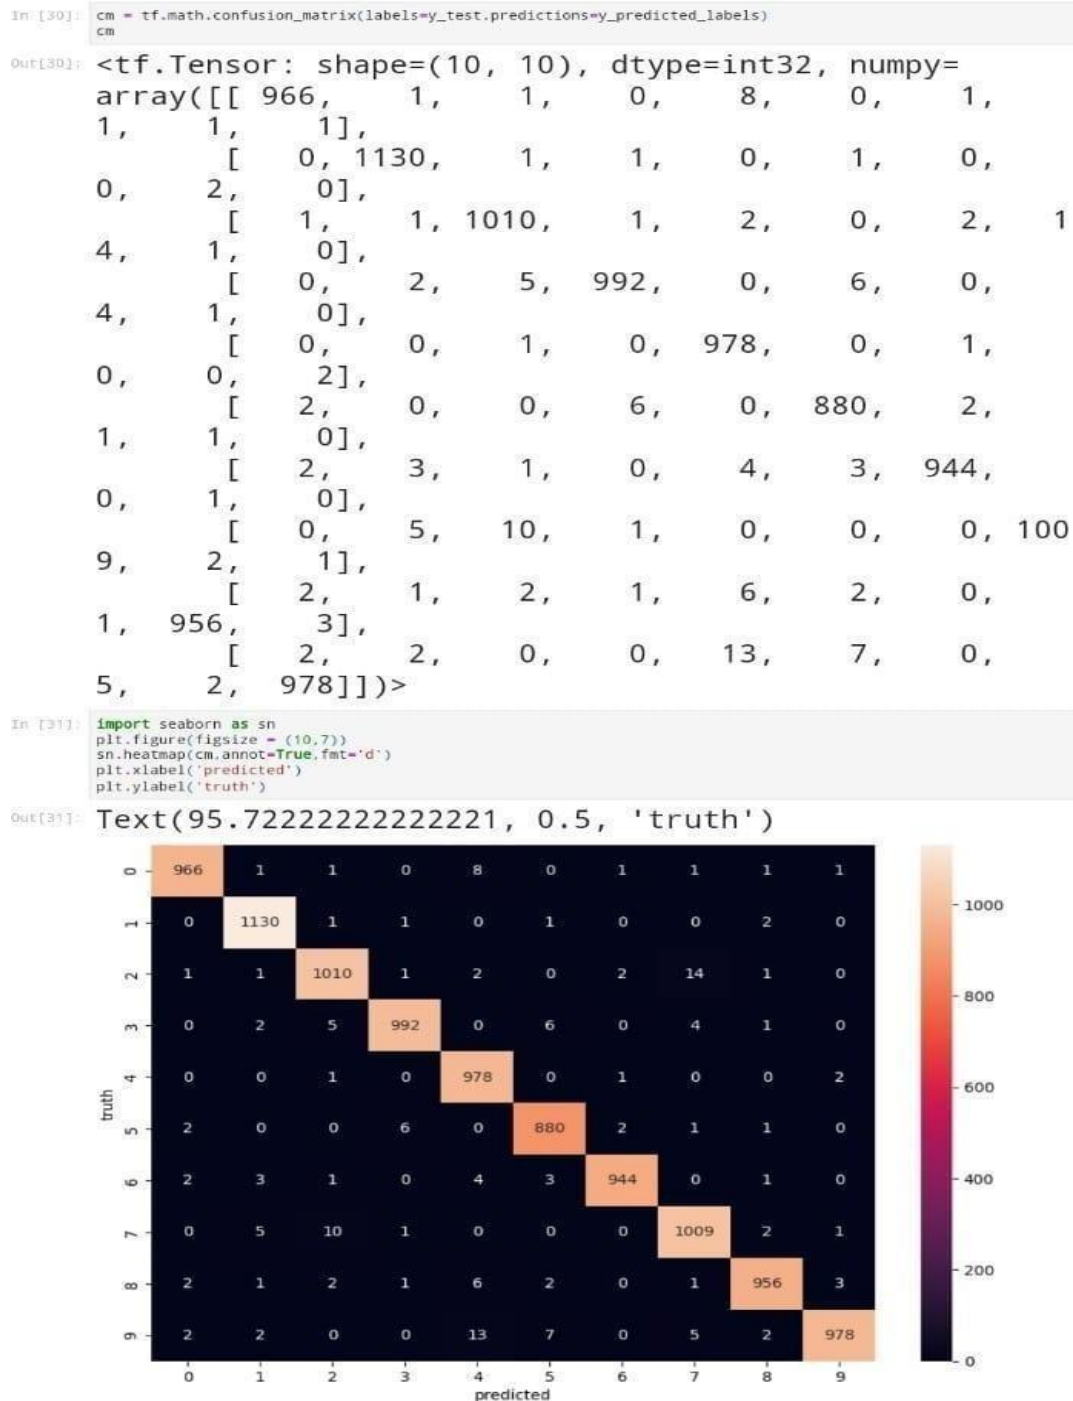 In [30]: cm = tf.math.confusion_matrix(labels=y_test.predictions=y_predicted_labels)
cm
Out[30]: <tf.Tensor: shape=(10, 10), dtype=int32, numpy=
array([[ 966, 1, 1, 0, 8, 0, 1,
1, 1, 1],
[ 0, 1130, 1, 1, 0, 1, 0,
0, 2, 0],
[ 1, 1, 1010, 1, 2, 0, 2, 1
4, 1, 0],
[ 0, 2, 5, 992, 0, 6, 0,
4, 1, 0],
[ 0, 0, 1, 0, 978, 0, 1,
0, 0, 2],
[ 2, 0, 0, 6, 0, 880, 2,
1, 1, 0],
[ 2, 3, 1, 0, 4, 3, 944,
0, 1, 0],
[ 0, 5, 10, 1, 0, 0, 0, 100
9, 2, 1],
[ 2, 1, 2, 1, 6, 2, 0,
1, 956, 3],
[ 2, 2, 0, 0, 13, 7, 0,
5, 2, 978]])>
In [31]: import seaborn as sn
plt.figure(figsize = (10,7))
sn.heatmap(cm.annot=True.fmt='d')
plt.xlabel('predicted')
plt.ylabel('truth')
Out[31]: Text(95.72222222222221, 0.5, 'truth')
0 966 1 1 0 8 0 1 1 1 1
1 0 1130 1 1 0 1 0 0 2 0
1000
2 1 1 1010 1 2 0 2 14 1 0
800
3 0 2 5 992 0 6 0 4 1 0
4 0 0 1 0 978 0 1 0 0 2
600
truth
5 2 0 0 6 0 880 2 1 1 0
6 2 3 1 0 4 3 944 0 1 0
400
7 0 5 10 1 0 0 0 1009 2 1
200
8 2 1 2 1 6 2 0 1 956 3
9 2 2 0 0 13 7 0 5 2 978
0
0 1 2 3 4 5 6 7 8 9
predicted